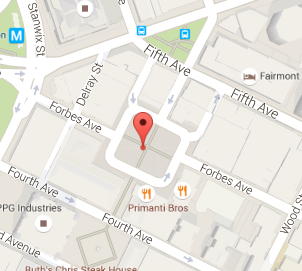 Stanwix St
on
M
Fifth Ave
Delray St
Fairmont
Fifth Ave
Forbes Ave
Forbes Ave
Fourth Ave
Primanti Bros
Wood St
PPG Industries
Fourth Ave
d Avenue
Ruth's Chris Steak House